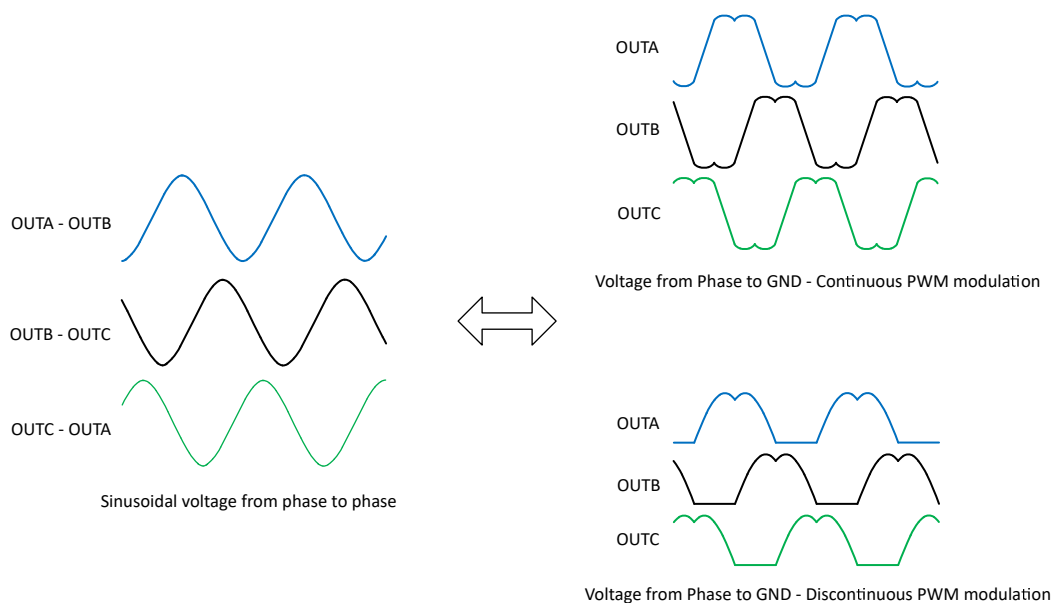 OUTA - OUTB
OUTB - OUTC
OUTC - OUTA
Sinusoidal voltage from phase to phase
OUTA
OUTB
OUTC
Voltage from Phase to GND - Continuous PWM modulation
OUTA
OUTB
OUTC
Voltage from Phase to GND - Discontinuous PWM modulation